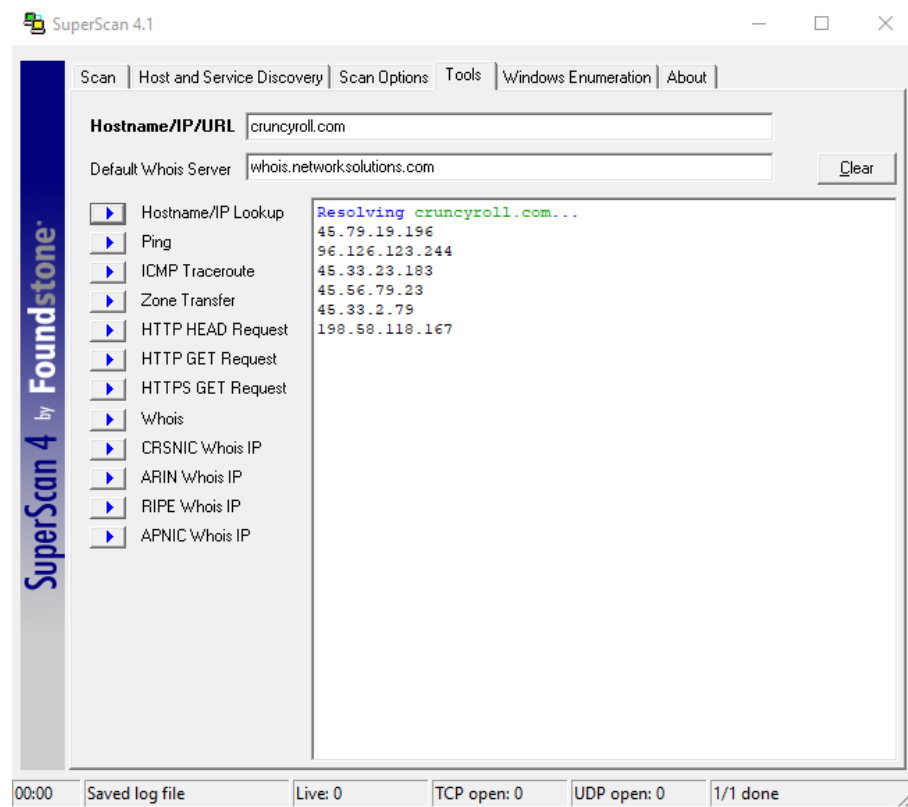 SuperScan 4.1
Scan Host and Service Discovery Scan Options Tools Windows Enumeration About
Hostname/IP/URL cruncyroll.com
Default Whois Server whois.networksolutions.com Clear
Hostname/IP Lookup
Ping
ICMP Traceroute
Zone Transfer
HTTP HEAD Request
HTTP GET Request
HTTPS GET Request
Whois
CRSNIC Whois IP
ARIN Whois IP
RIPE Whois IP
APNIC Whois IP
Resolving cruncyroll.com...
45.79.19.196
96.126.123.244
45.33.23.183
45.56.79.23
45.33.2.79
198.58.118.167
SuperScan 4 by Foundstone
00:00 Saved log file Live: 0 TCP open: 0 UDP open: 0 1/1 done